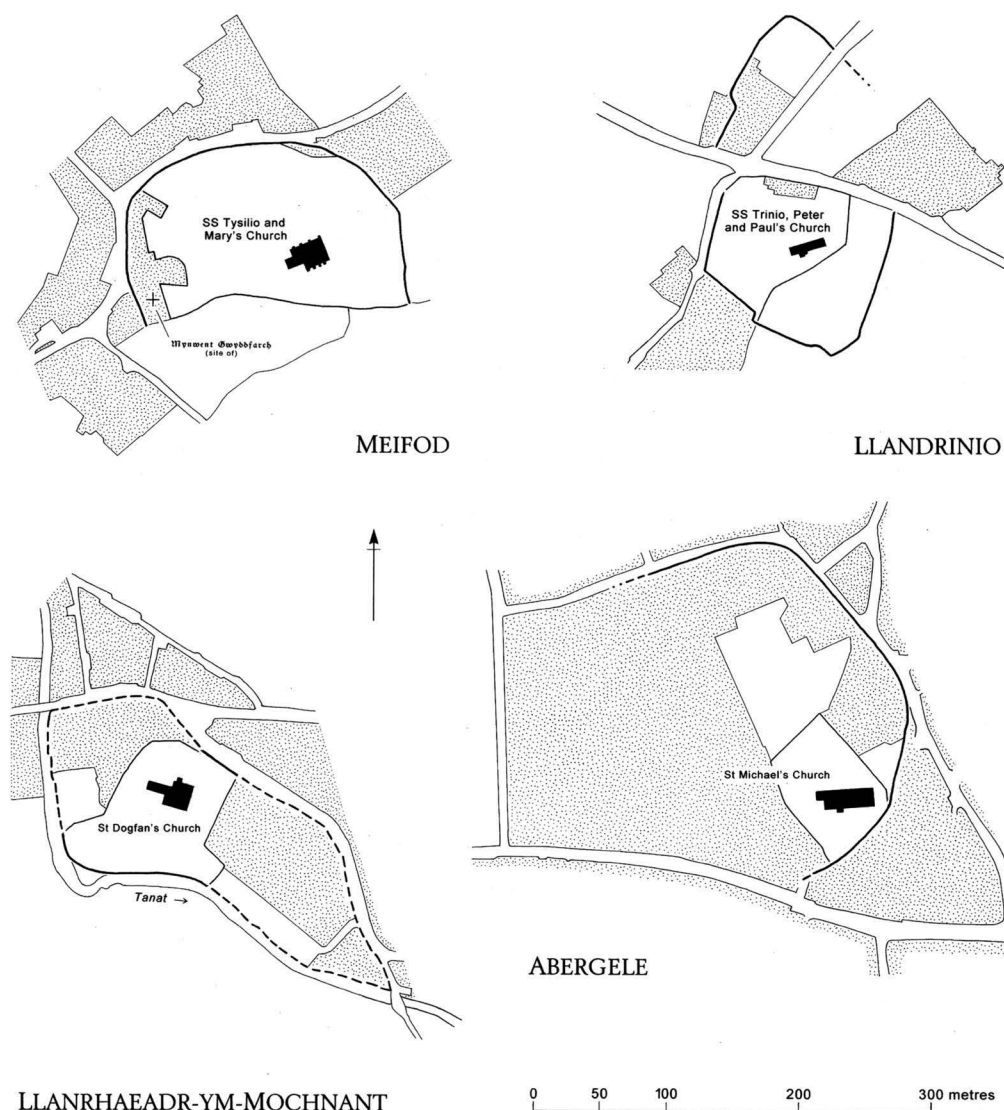 SS Tysilio and
Mary's Church
Mynwent Gwyddfarch
(site of)
MEIFOD
SS Trinio, Peter
and Paul's Church
LLANDRINIO
St Dogfan's Church
Tanat →
LLANRHAEADR-YM-MOCHNANT
St Michael's Church
ABERGELE
0 50 100 200 300 metres